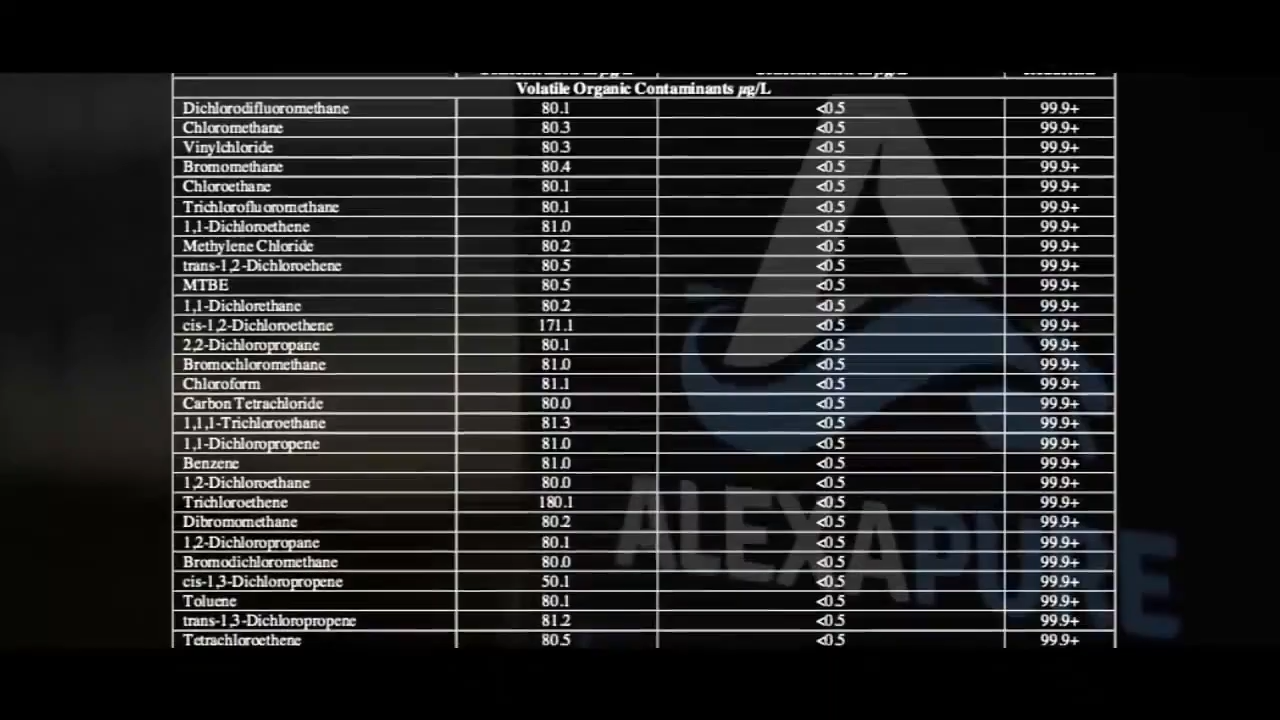 Volatile Organic Contaminants µg/L
Dichlorodifluoromethane 80.1 <0.5 99.9+
Chloromethane 80.3 <0.5 99.9+
Vinylchloride 80.3 <0.5 99.9+
Bromomethane 80.4 <0.5 99.9+
Chloroethane 80.1 <0.5 99.9+
Trichlorofluoromethane 80.1 <0.5 99.9+
1,1-Dichloroethene 81.0 <0.5 99.9+
Methylene Chloride 80.2 <0.5 99.9+
trans-1,2-Dichloroehene 80.5 <0.5 99.9+
MTBE 80.5 <0.5 99.9+
1,1-Dichlorethane 80.2 <0.5 99.9+
cis-1,2-Dichloroethene 171.1 <0.5 99.9+
2,2-Dichloropropane 80.1 <0.5 99.9+
Bromochloromethane 81.0 <0.5 99.9+
Chloroform 81.1 <0.5 99.9+
Carbon Tetrachloride 80.0 <0.5 99.9+
1,1,1-Trichloroethane 81.3 <0.5 99.9+
1,1-Dichloropropene 81.0 <0.5 99.9+
Benzene 81.0 <0.5 99.9+
1,2-Dichloroethane 80.0 <0.5 99.9+
Trichloroethene 180.1 <0.5 99.9+
Dibromomethane 80.2 <0.5 99.9+
1,2-Dichloropropane 80.1 <0.5 99.9+
Bromodichloromethane 80.0 <0.5 99.9+
cis-1,3-Dichloropropene 50.1 <0.5 99.9+
Toluene 80.1 <0.5 99.9+
trans-1,3-Dichloropropene 81.2 <0.5 99.9+
Tetrachloroethene 80.5 <0.5 99.9+
ALEXAPURE